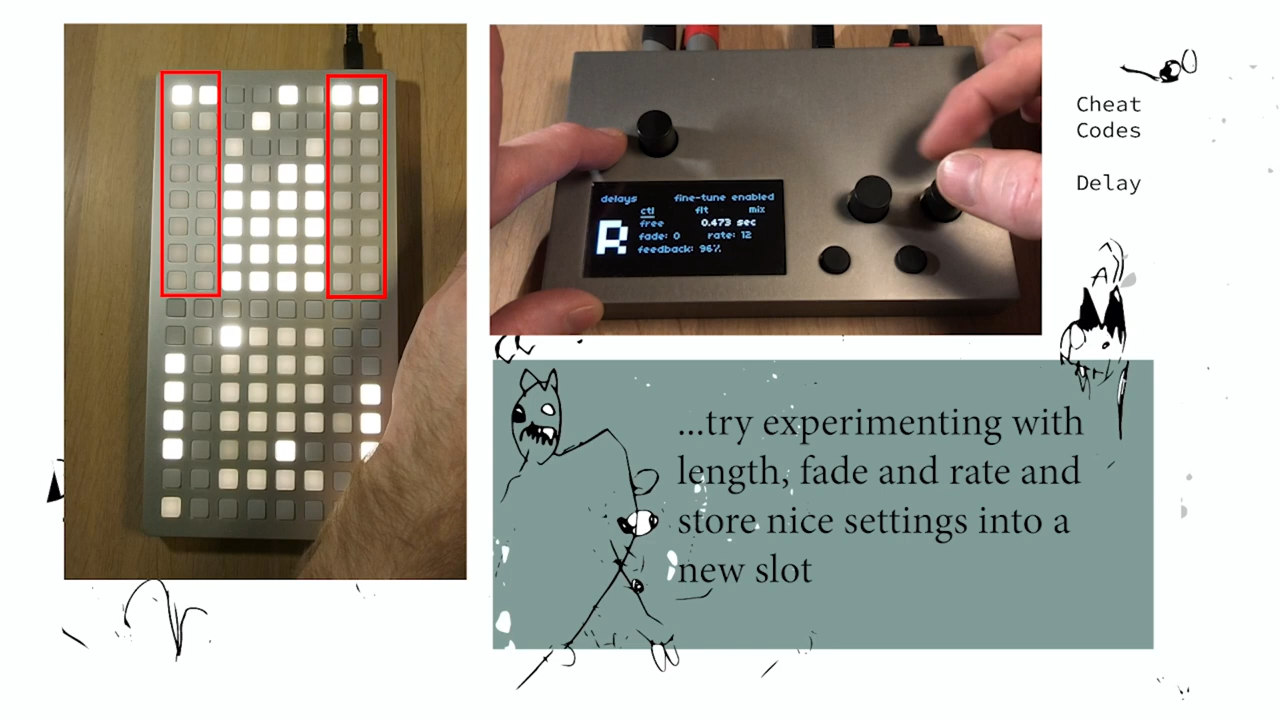 delays fine-tune enabled
ctl flt mix
R
free 0.473 sec
fade: 0 rate: 12
feedback: 96%
Cheat
Codes
Delay
A
...try experimenting with
length, fade and rate and
store nice settings into a
new slot